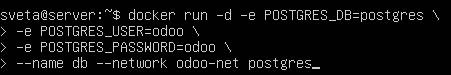 sveta@server:~$ docker run -d -e POSTGRES_DB=postgres \
> -e POSTGRES_USER=odoo \
> -e POSTGRES_PASSWORD=odoo \
> --name db --network odoo-net postgres_